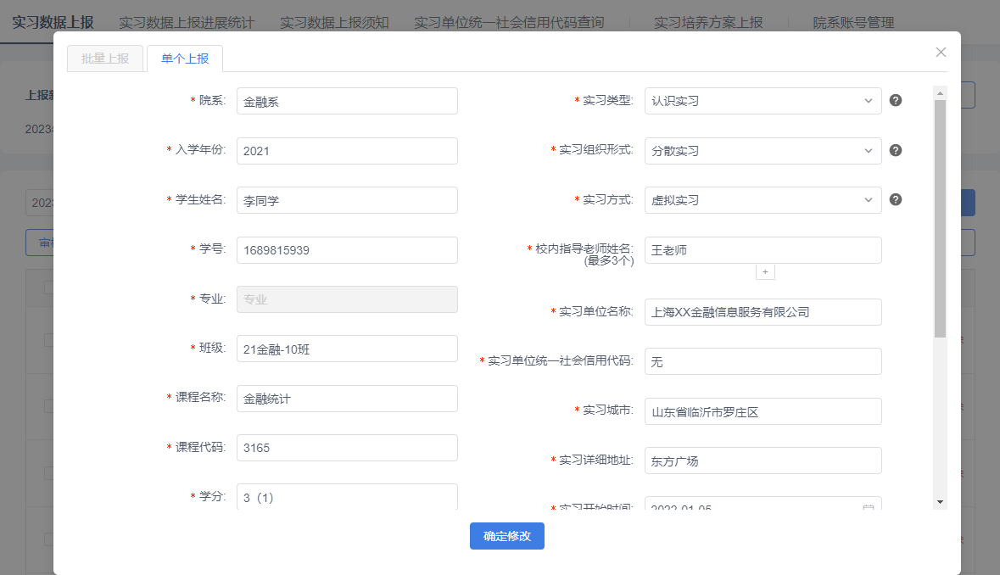 实习数据上报 实习数据上报进展统计 实习数据上报须知 实习单位统一社会信用代码查询 实习培养方案上报 院系账号管理
批量上报 单个上报
上报
2023
2023
审
* 院系: 金融系
* 入学年份: 2021
* 学生姓名: 李同学
* 学号: 1689815939
* 专业: 专业
* 班级: 21金融-10班
* 课程名称: 金融统计
* 课程代码: 3165
* 学分: 3（1）
* 实习类型: 认识实习
* 实习组织形式: 分散实习
* 实习方式: 虚拟实习
* 校内指导老师姓名: 王老师
(最多3个)
+
* 实习单位名称: 上海XX金融信息服务有限公司
* 实习单位统一社会信用代码: 无
* 实习城市: 山东省临沂市罗庄区
* 实习详细地址: 东方广场
* 实习开始时间: 2022-01-05
确定修改